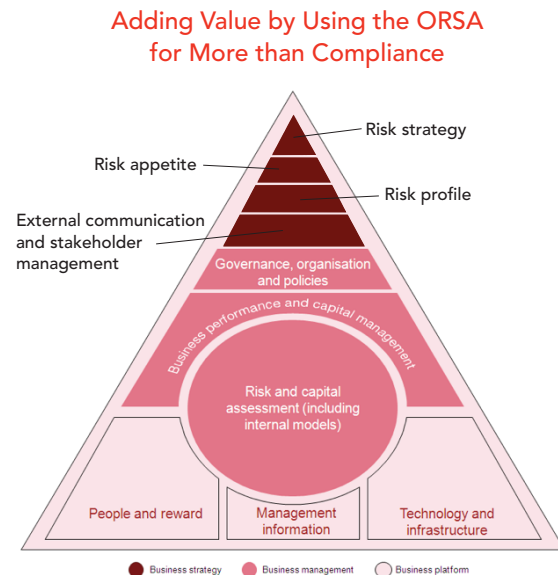 Adding Value by Using the ORSA
for More than Compliance
Risk strategy
Risk appetite
Risk profile
External communication
and stakeholder
management
Governance, organisation
and policies
Business performance and capital management
Risk and capital
assessment (including
internal models)
People and reward
Management
information
Technology and
infrastructure
Business strategy
Business management
Business platform